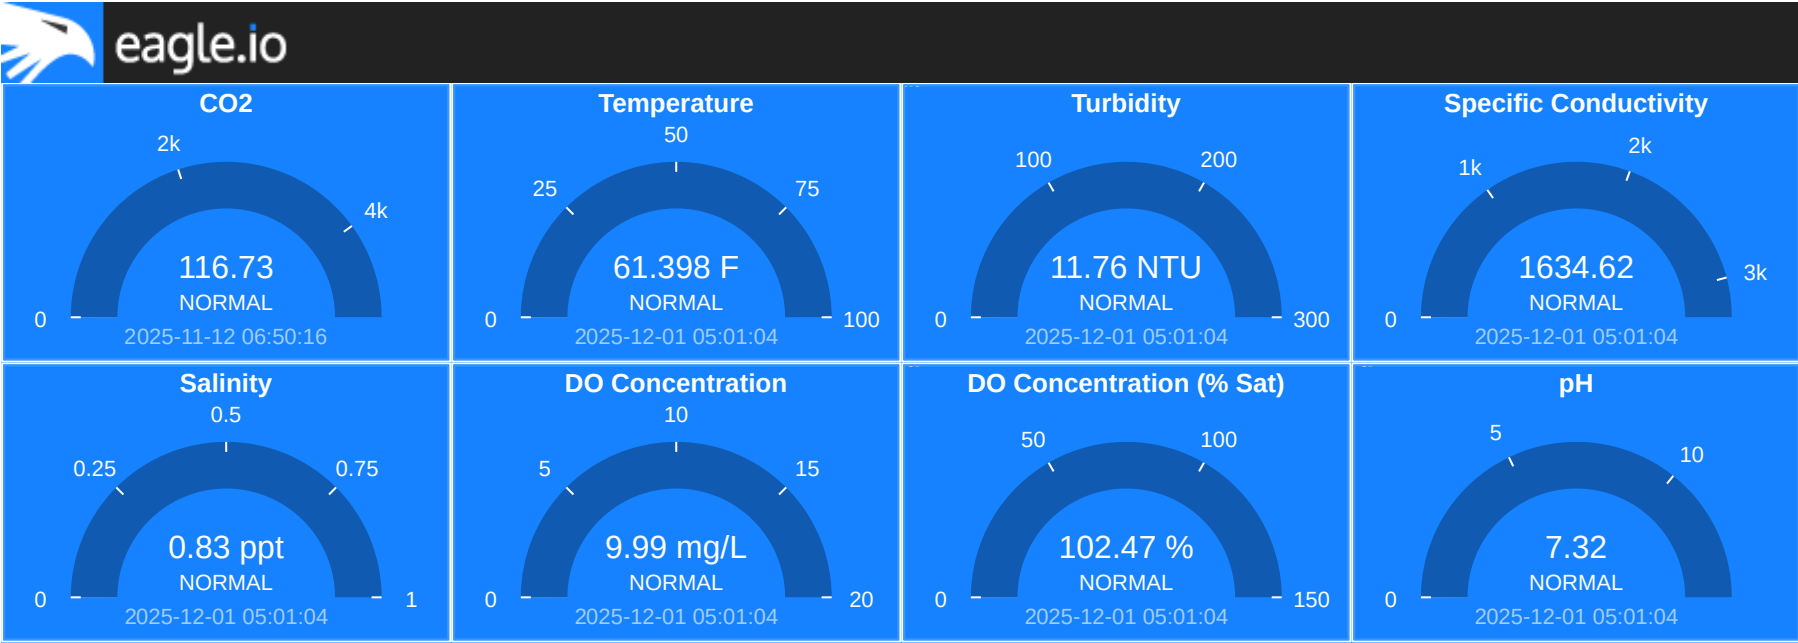 eagle.io
CO2
2k
4k
0
116.73
NORMAL
2025-11-12 06:50:16
Temperature
50
25
75
0
100
61.398 F
NORMAL
2025-12-01 05:01:04
Turbidity
100
200
0
300
11.76 NTU
NORMAL
2025-12-01 05:01:04
Specific Conductivity
2k
1k
3k
0
1634.62
NORMAL
2025-12-01 05:01:04
Salinity
0.5
0.25
0.75
0
1
0.83 ppt
NORMAL
2025-12-01 05:01:04
DO Concentration
10
5
15
0
20
9.99 mg/L
NORMAL
2025-12-01 05:01:04
DO Concentration (% Sat)
50
100
0
150
102.47 %
NORMAL
2025-12-01 05:01:04
pH
5
10
0
7.32
NORMAL
2025-12-01 05:01:04